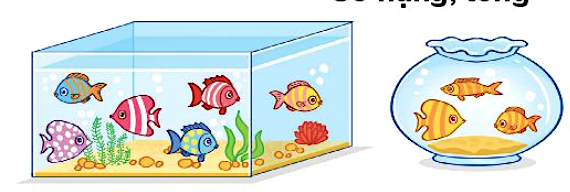 số hạng, tổng